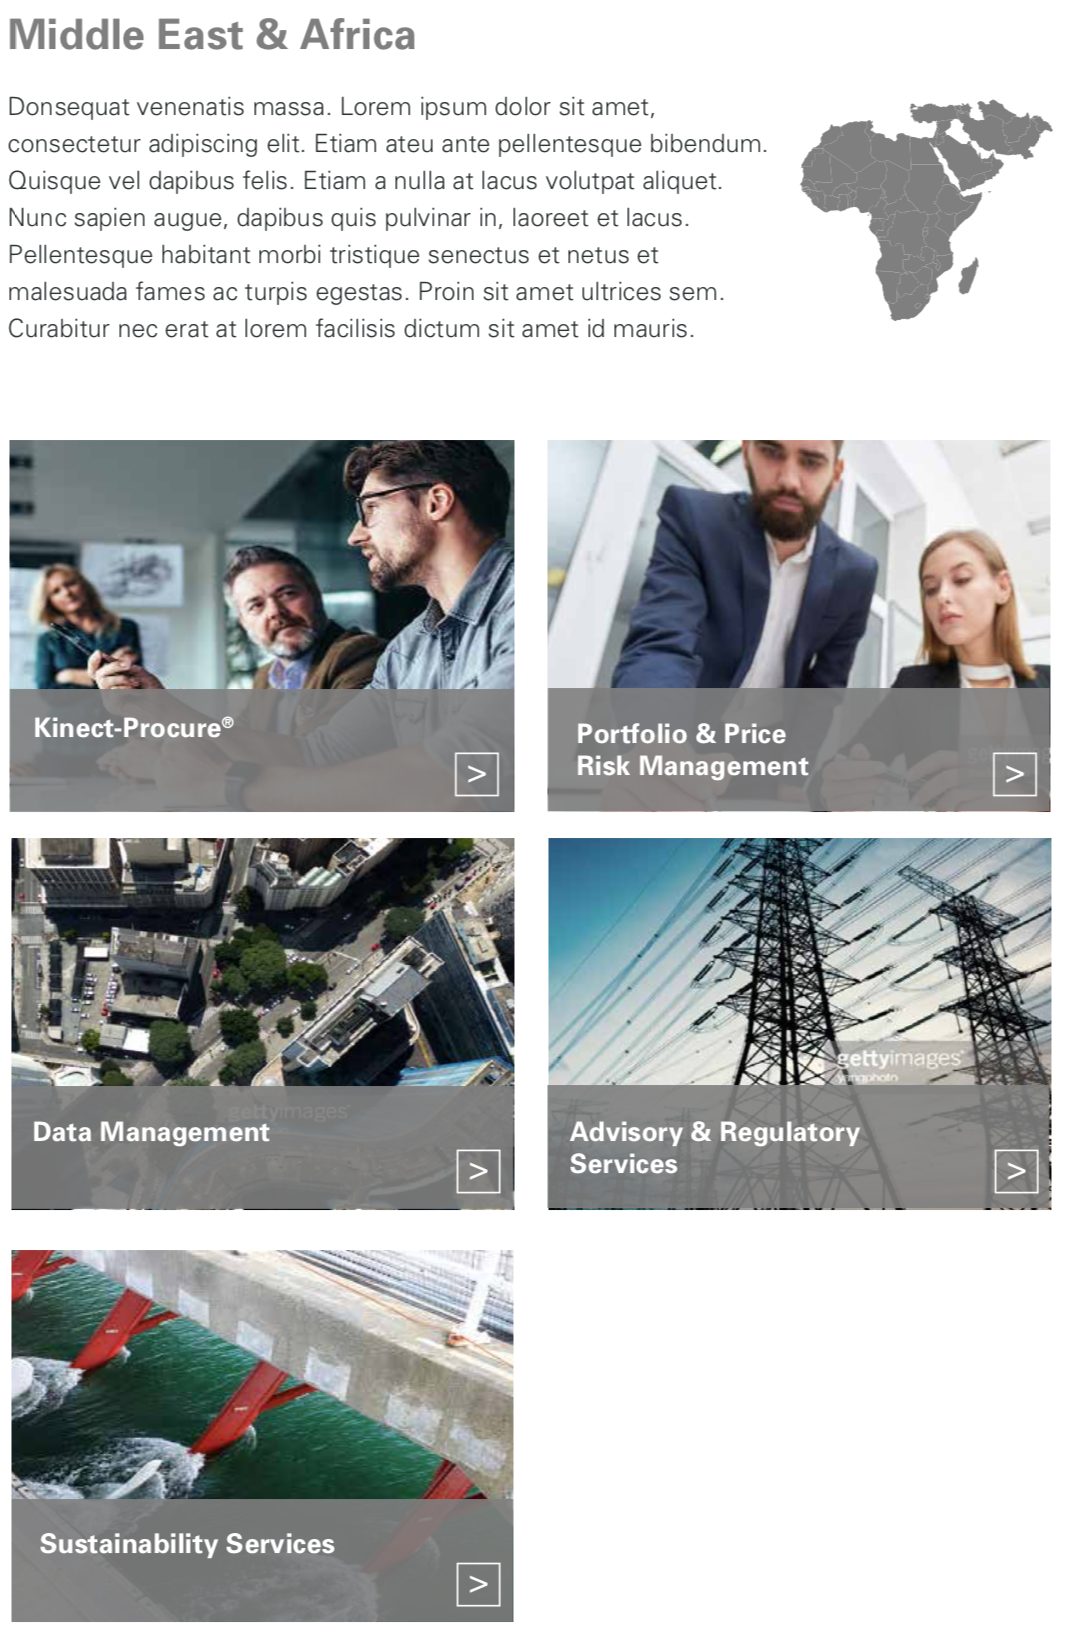 Middle East & Africa
Donsequat venenatis massa. Lorem ipsum dolor sit amet,
consectetur adipiscing elit. Etiam ateu ante pellentesque bibendum.
Quisque vel dapibus felis. Etiam a nulla at lacus volutpat aliquet.
Nunc sapien augue, dapibus quis pulvinar in, laoreet et lacus.
Pellentesque habitant morbi tristique senectus et netus et
malesuada fames ac turpis egestas. Proin sit amet ultrices sem.
Curabitur nec erat at lorem facilisis dictum sit amet id mauris.
Kinect-Procure®
>
Portfolio & Price
Risk Management
>
gettyimages®
Data Management
>
gettyimages®
yangphoto
Advisory & Regulatory
Services
>
Sustainability Services
>